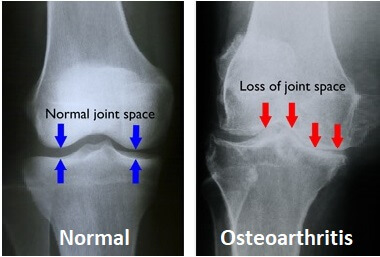 Normal joint space
Loss of joint space
Normal
Osteoarthritis